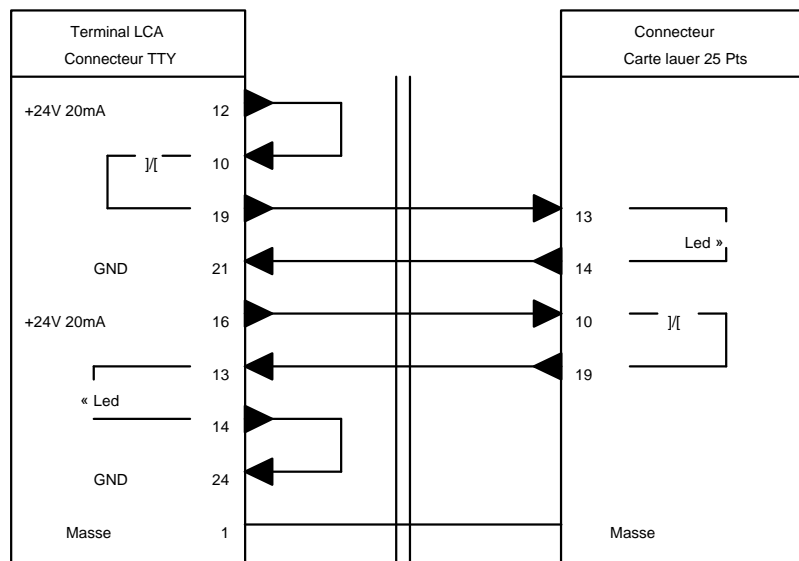 Terminal LCA
Connecteur TTY
Connecteur
Carte lauer 25 Pts
+24V 20mA 12
]/[ 10
19 13
Led »
GND 21 14
+24V 20mA 16 10 ]/[
13 19
« Led
14
GND 24
Masse 1 Masse